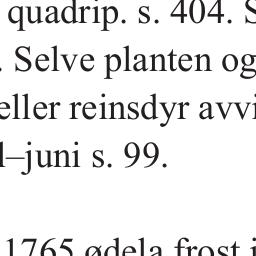 quadrip. s. 404. S
. Selve planten og
eller reinsdyr avvi
l–juni s. 99.
1765 ødela frost i